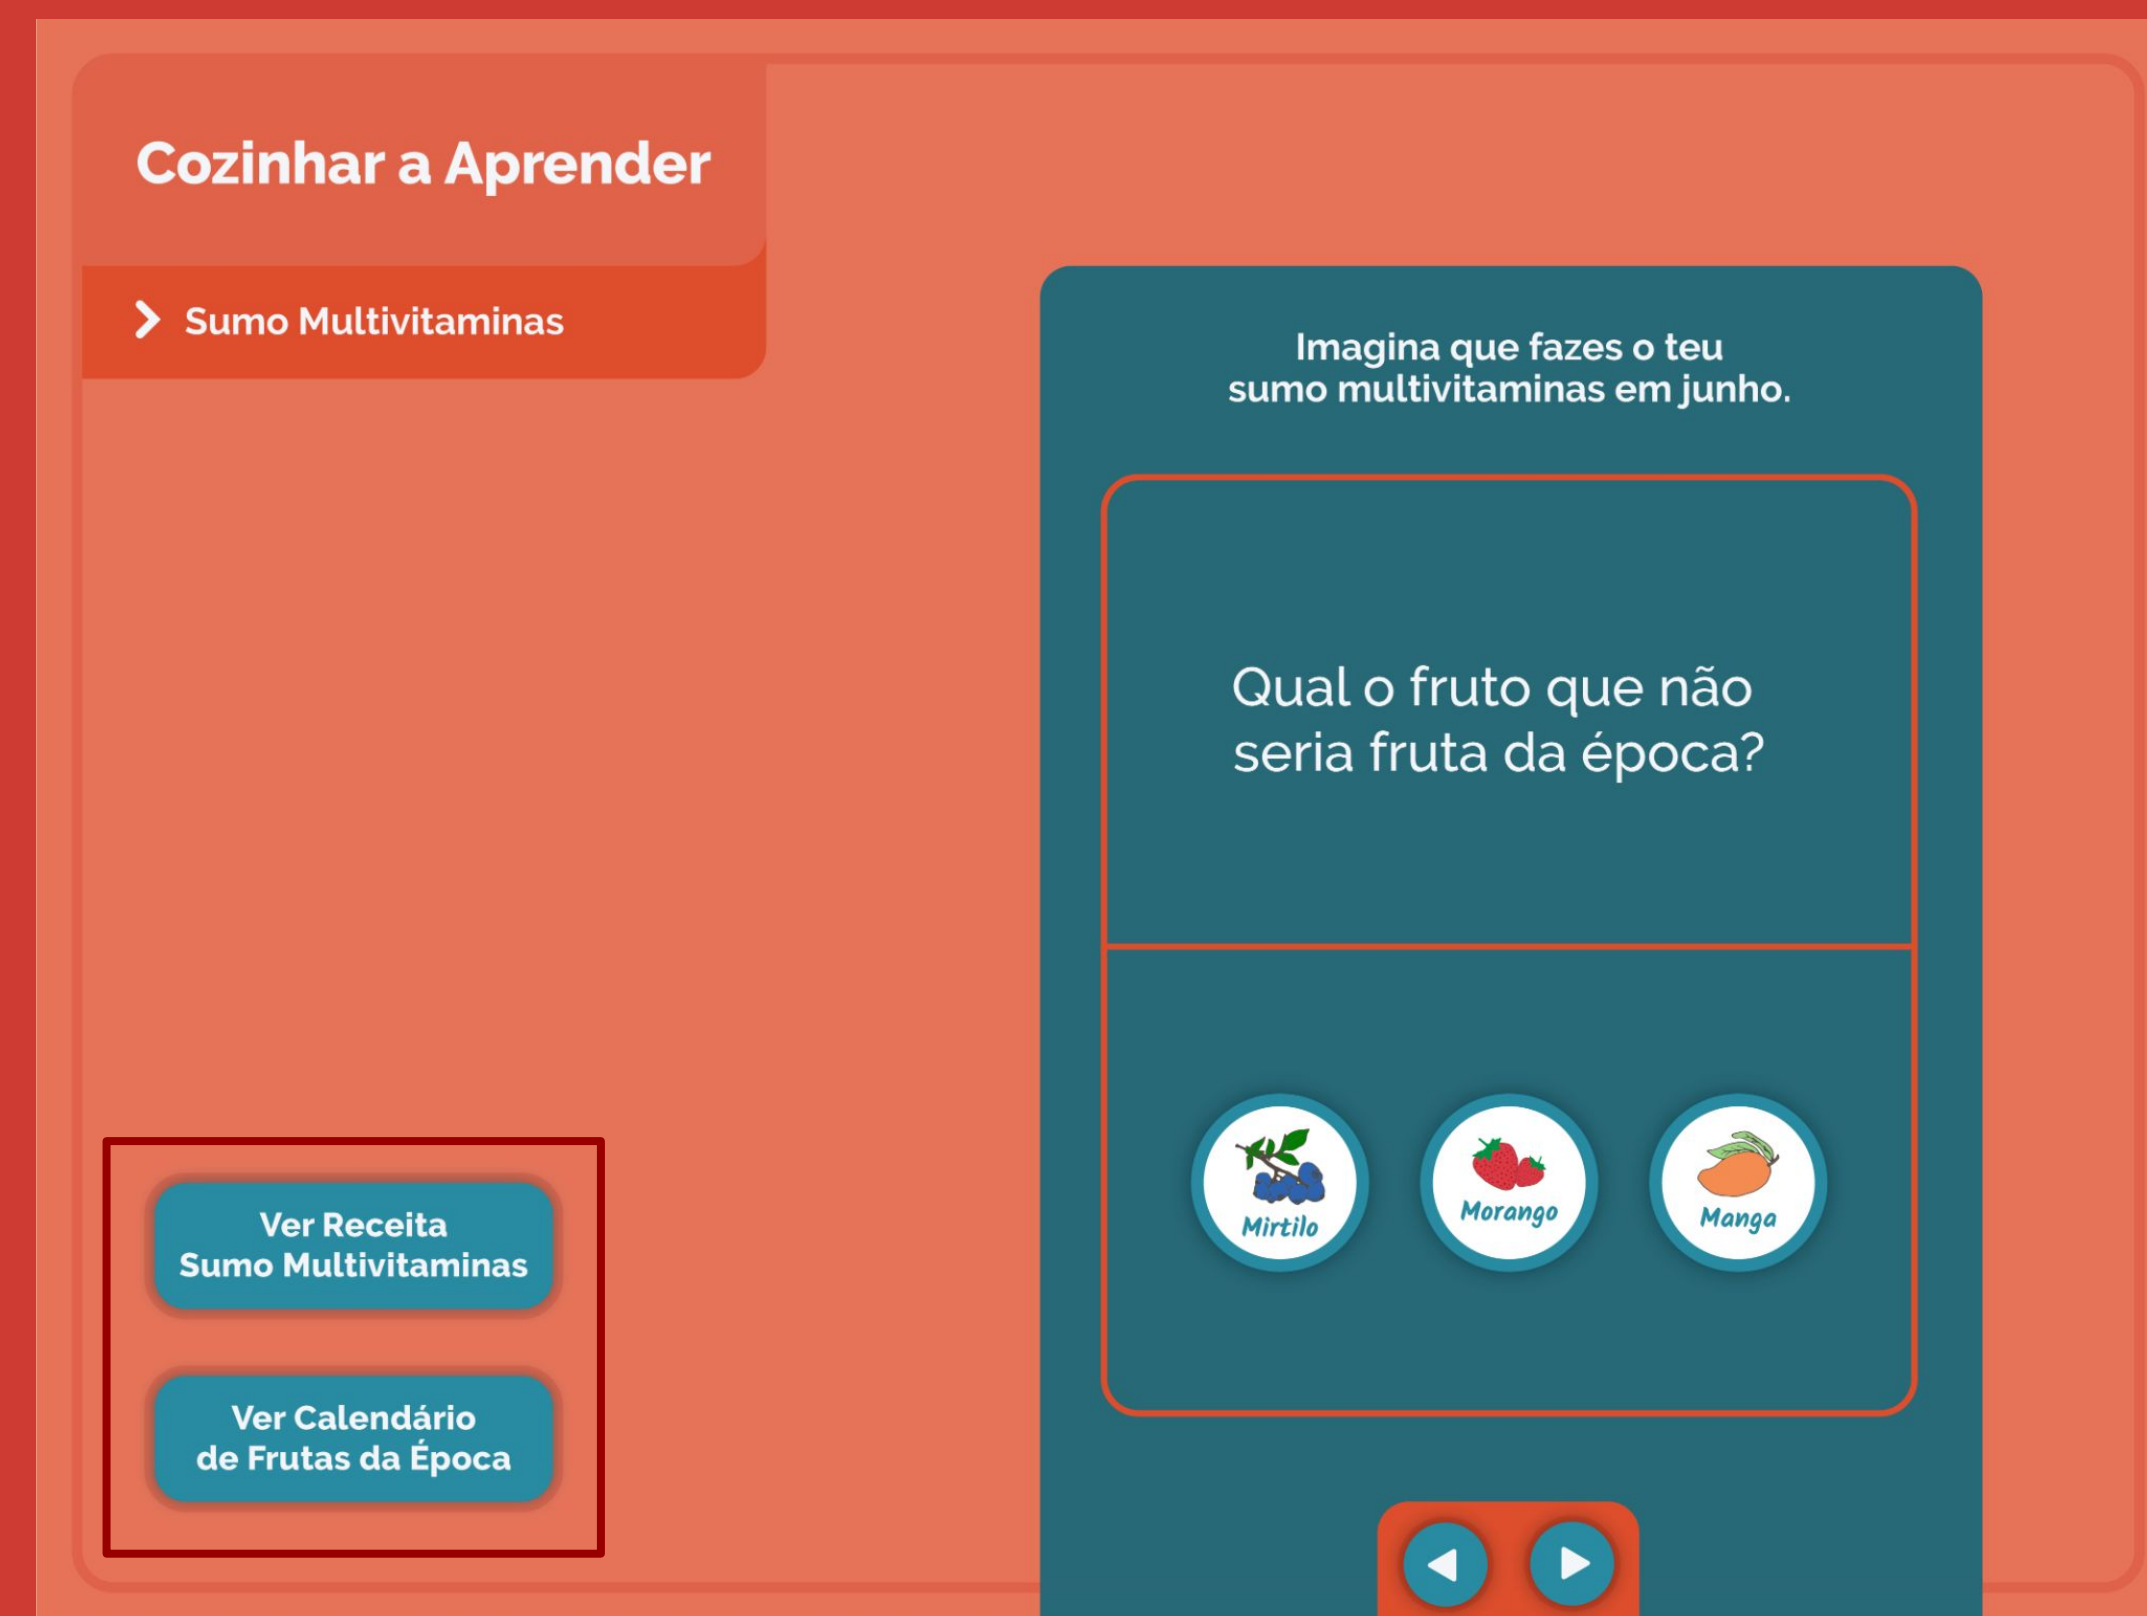 Cozinhar a Aprender
Sumo Multivitaminas
Imagina que fazes o teu
sumo multivitaminas em junho.
Qual o fruto que não
seria fruta da época?
Mirtilo
Morango
Manga
Ver Receita
Sumo Multivitaminas
Ver Calendário
de Frutas da Época